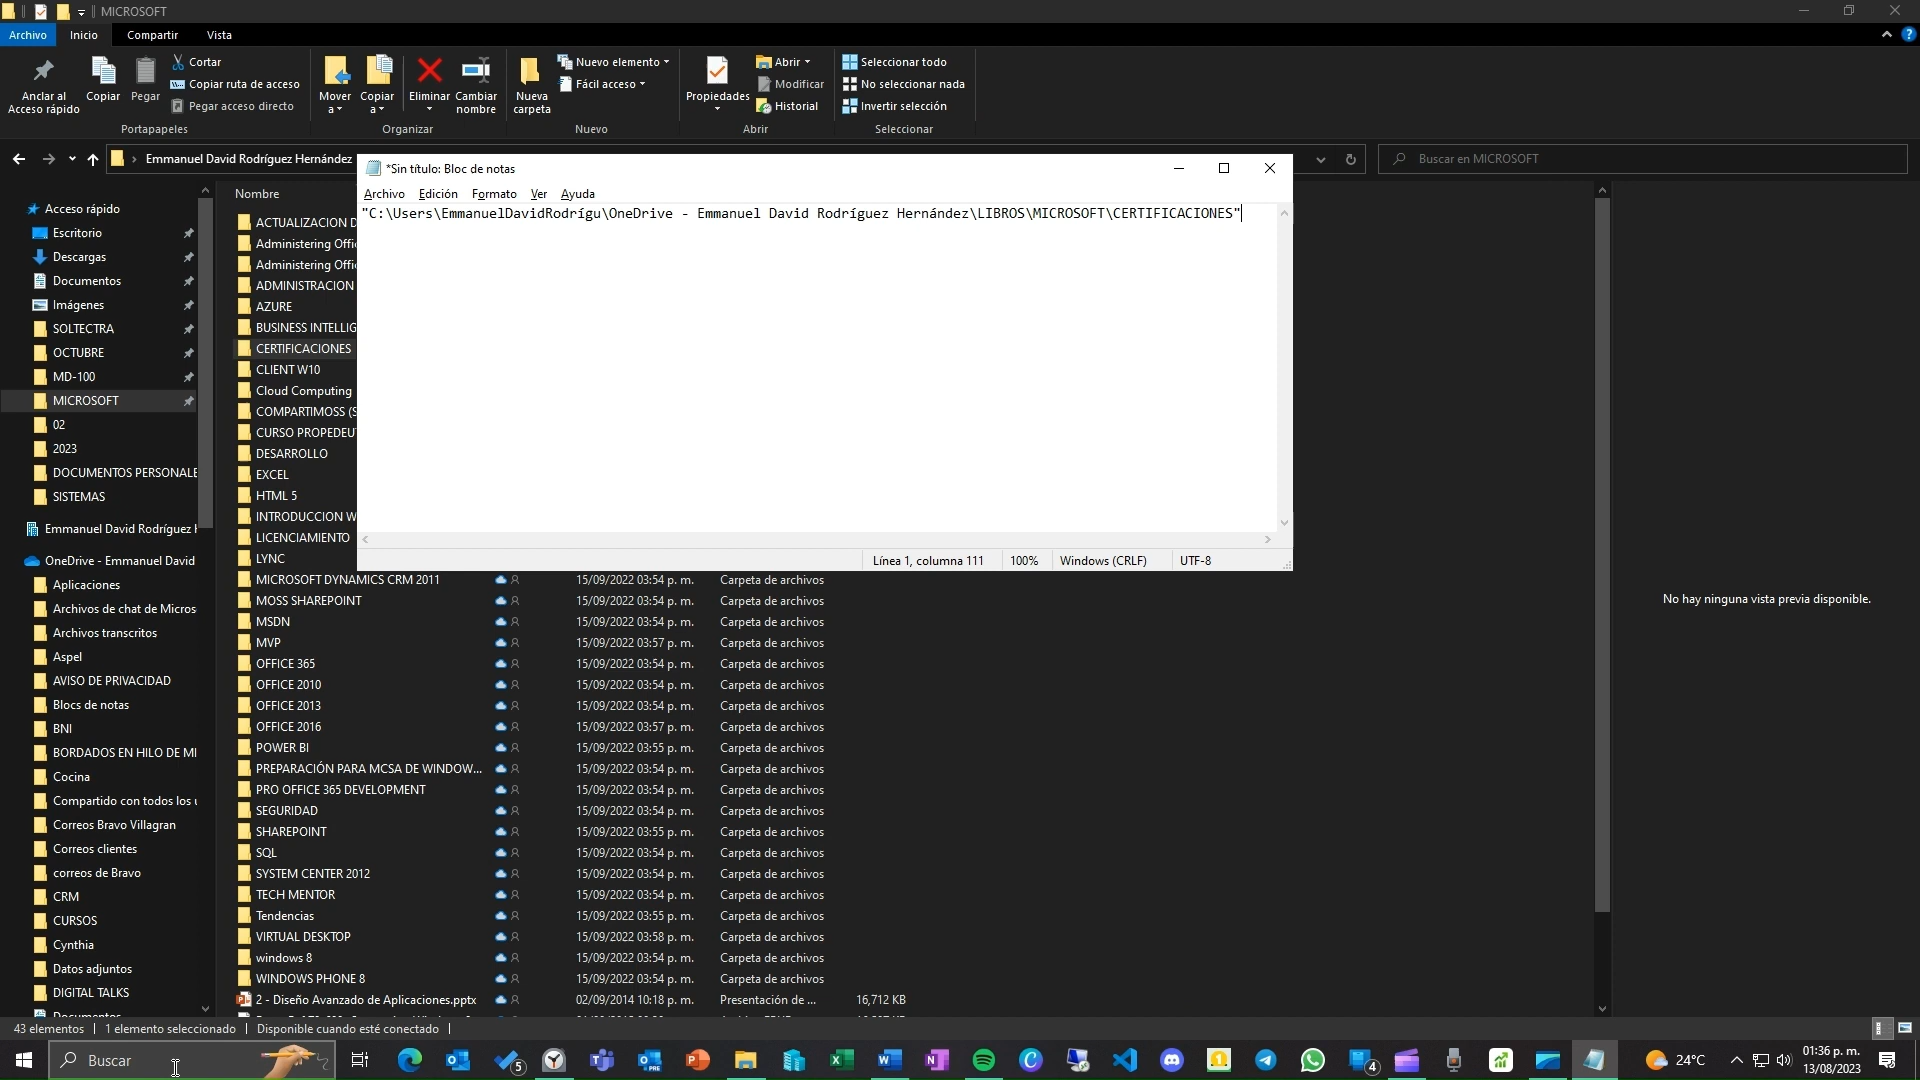 MICROSOFT
Archivo
Inicio
Compartir
Vista
Anclar al
Acceso rápido
Copiar
Pegar
Cortar
Copiar ruta de acceso
Pegar acceso directo
Portapapeles
Mover
a
Copiar
a
Eliminar
Cambiar
nombre
Organizar
Nueva
carpeta
Nuevo elemento
Fácil acceso
Nuevo
Propiedades
Abrir
Modificar
Historial
Abrir
Seleccionar todo
No seleccionar nada
Invertir selección
Seleccionar
Emmanuel David Rodríguez Hernández
Buscar en MICROSOFT
*Sin título: Bloc de notas
Archivo Edición Formato Ver Ayuda
"C:\Users\EmmanuelDavidRodrígu\OneDrive - Emmanuel David Rodríguez Hernández\LIBROS\MICROSOFT\CERTIFICACIONES"
Línea 1, columna 111
100%
Windows (CRLF)
UTF-8
Acceso rápido
Escritorio
Descargas
Documentos
Imágenes
SOLTECTRA
OCTUBRE
MD-100
MICROSOFT
02
2023
DOCUMENTOS PERSONALE
SISTEMAS
Emmanuel David Rodríguez H
OneDrive - Emmanuel David
Aplicaciones
Archivos de chat de Micros
Archivos transcritos
Aspel
AVISO DE PRIVACIDAD
Blocs de notas
BNI
BORDADOS EN HILO DE MI
Cocina
Compartido con todos los u
Correos Bravo Villagran
Correos clientes
correos de Bravo
CRM
CURSOS
Cynthia
Datos adjuntos
DIGITAL TALKS
Documentos
Nombre
ACTUALIZACION D
Administering Offi
Administering Offi
ADMINISTRACION
AZURE
BUSINESS INTELLIG
CERTIFICACIONES
CLIENT W10
Cloud Computing
COMPARTIMOSS (S
CURSO PROPEDEU
DESARROLLO
EXCEL
HTML 5
INTRODUCCION W
LICENCIAMIENTO
LYNC
MICROSOFT DYNAMICS CRM 2011 15/09/2022 03:54 p. m. Carpeta de archivos
MOSS SHAREPOINT 15/09/2022 03:54 p. m. Carpeta de archivos
MSDN 15/09/2022 03:54 p. m. Carpeta de archivos
MVP 15/09/2022 03:57 p. m. Carpeta de archivos
OFFICE 365 15/09/2022 03:54 p. m. Carpeta de archivos
OFFICE 2010 15/09/2022 03:54 p. m. Carpeta de archivos
OFFICE 2013 15/09/2022 03:54 p. m. Carpeta de archivos
OFFICE 2016 15/09/2022 03:57 p. m. Carpeta de archivos
POWER BI 15/09/2022 03:55 p. m. Carpeta de archivos
PREPARACIÓN PARA MCSA DE WINDOW... 15/09/2022 03:54 p. m. Carpeta de archivos
PRO OFFICE 365 DEVELOPMENT 15/09/2022 03:54 p. m. Carpeta de archivos
SEGURIDAD 15/09/2022 03:54 p. m. Carpeta de archivos
SHAREPOINT 15/09/2022 03:55 p. m. Carpeta de archivos
SQL 15/09/2022 03:54 p. m. Carpeta de archivos
SYSTEM CENTER 2012 15/09/2022 03:54 p. m. Carpeta de archivos
TECH MENTOR 15/09/2022 03:54 p. m. Carpeta de archivos
Tendencias 15/09/2022 03:55 p. m. Carpeta de archivos
VIRTUAL DESKTOP 15/09/2022 03:58 p. m. Carpeta de archivos
windows 8 15/09/2022 03:54 p. m. Carpeta de archivos
WINDOWS PHONE 8 15/09/2022 03:54 p. m. Carpeta de archivos
2 - Diseño Avanzado de Aplicaciones.pptx 02/09/2014 10:18 p. m. Presentación de ... 16,712 KB
No hay ninguna vista previa disponible.
43 elementos
1 elemento seleccionado
Disponible cuando esté conectado
Buscar
5
PRE
4
24°C
01:36 p. m.
13/08/2023